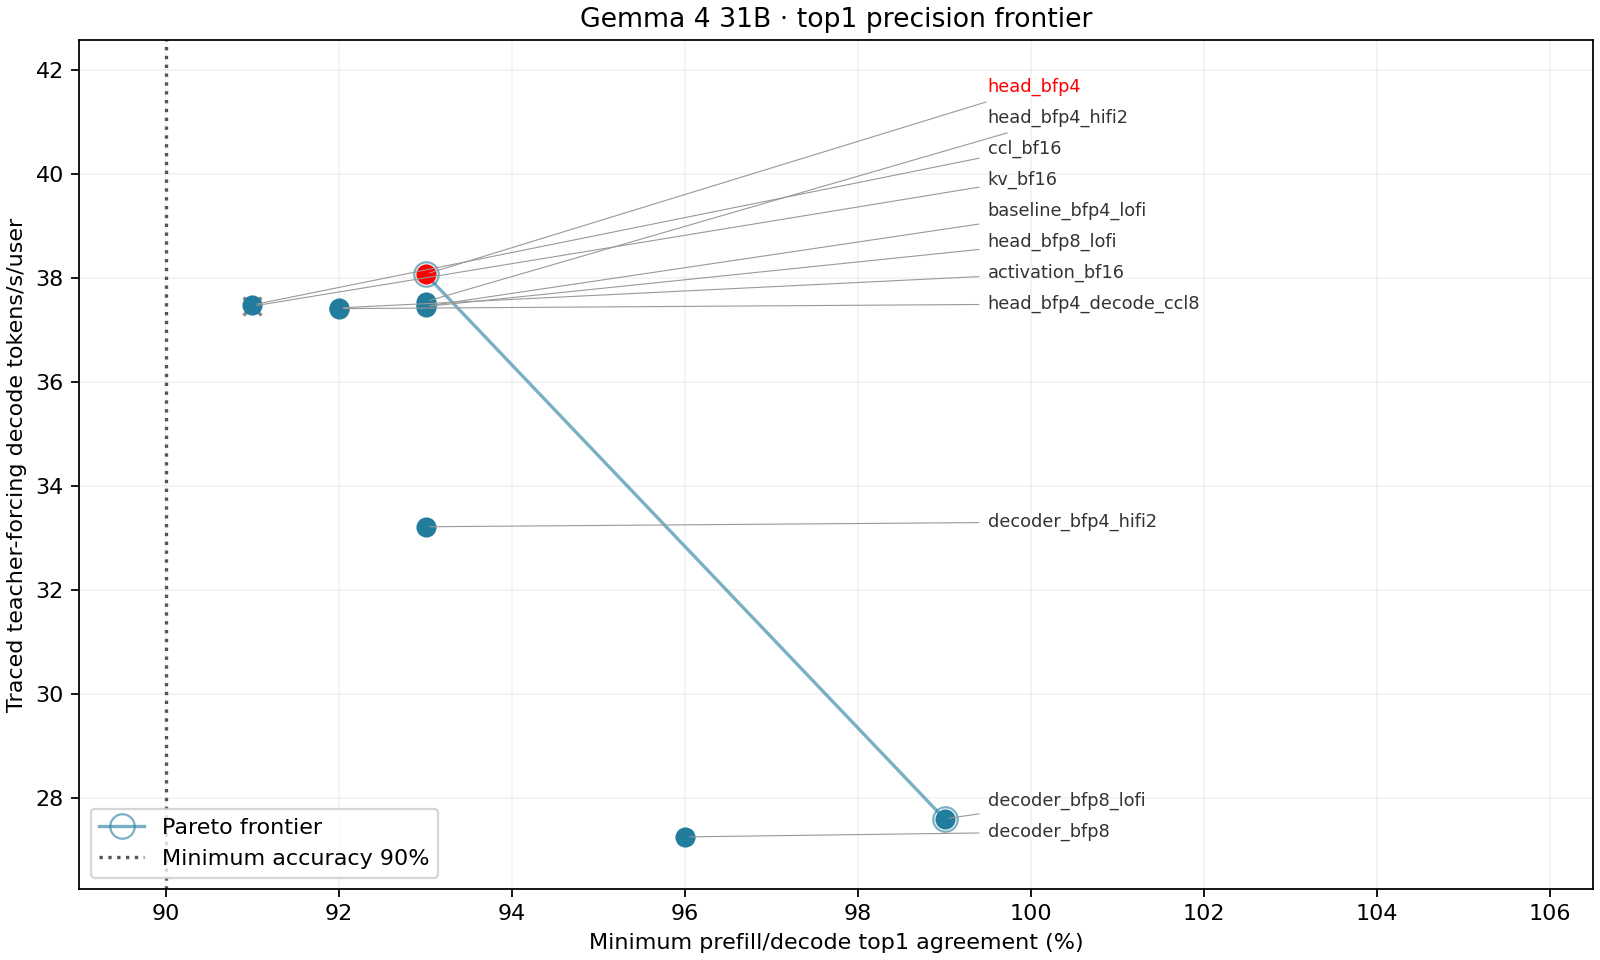 Gemma 4 31B · top1 precision frontier
Traced teacher-forcing decode tokens/s/user
42
40
38
36
34
32
30
28
head_bfp4
head_bfp4_hifi2
ccl_bf16
kv_bf16
baseline_bfp4_lofi
head_bfp8_lofi
activation_bf16
head_bfp4_decode_ccl8
decoder_bfp4_hifi2
decoder_bfp8_lofi
decoder_bfp8
Pareto frontier
Minimum accuracy 90%
90 92 94 96 98 100 102 104 106
Minimum prefill/decode top1 agreement (%)